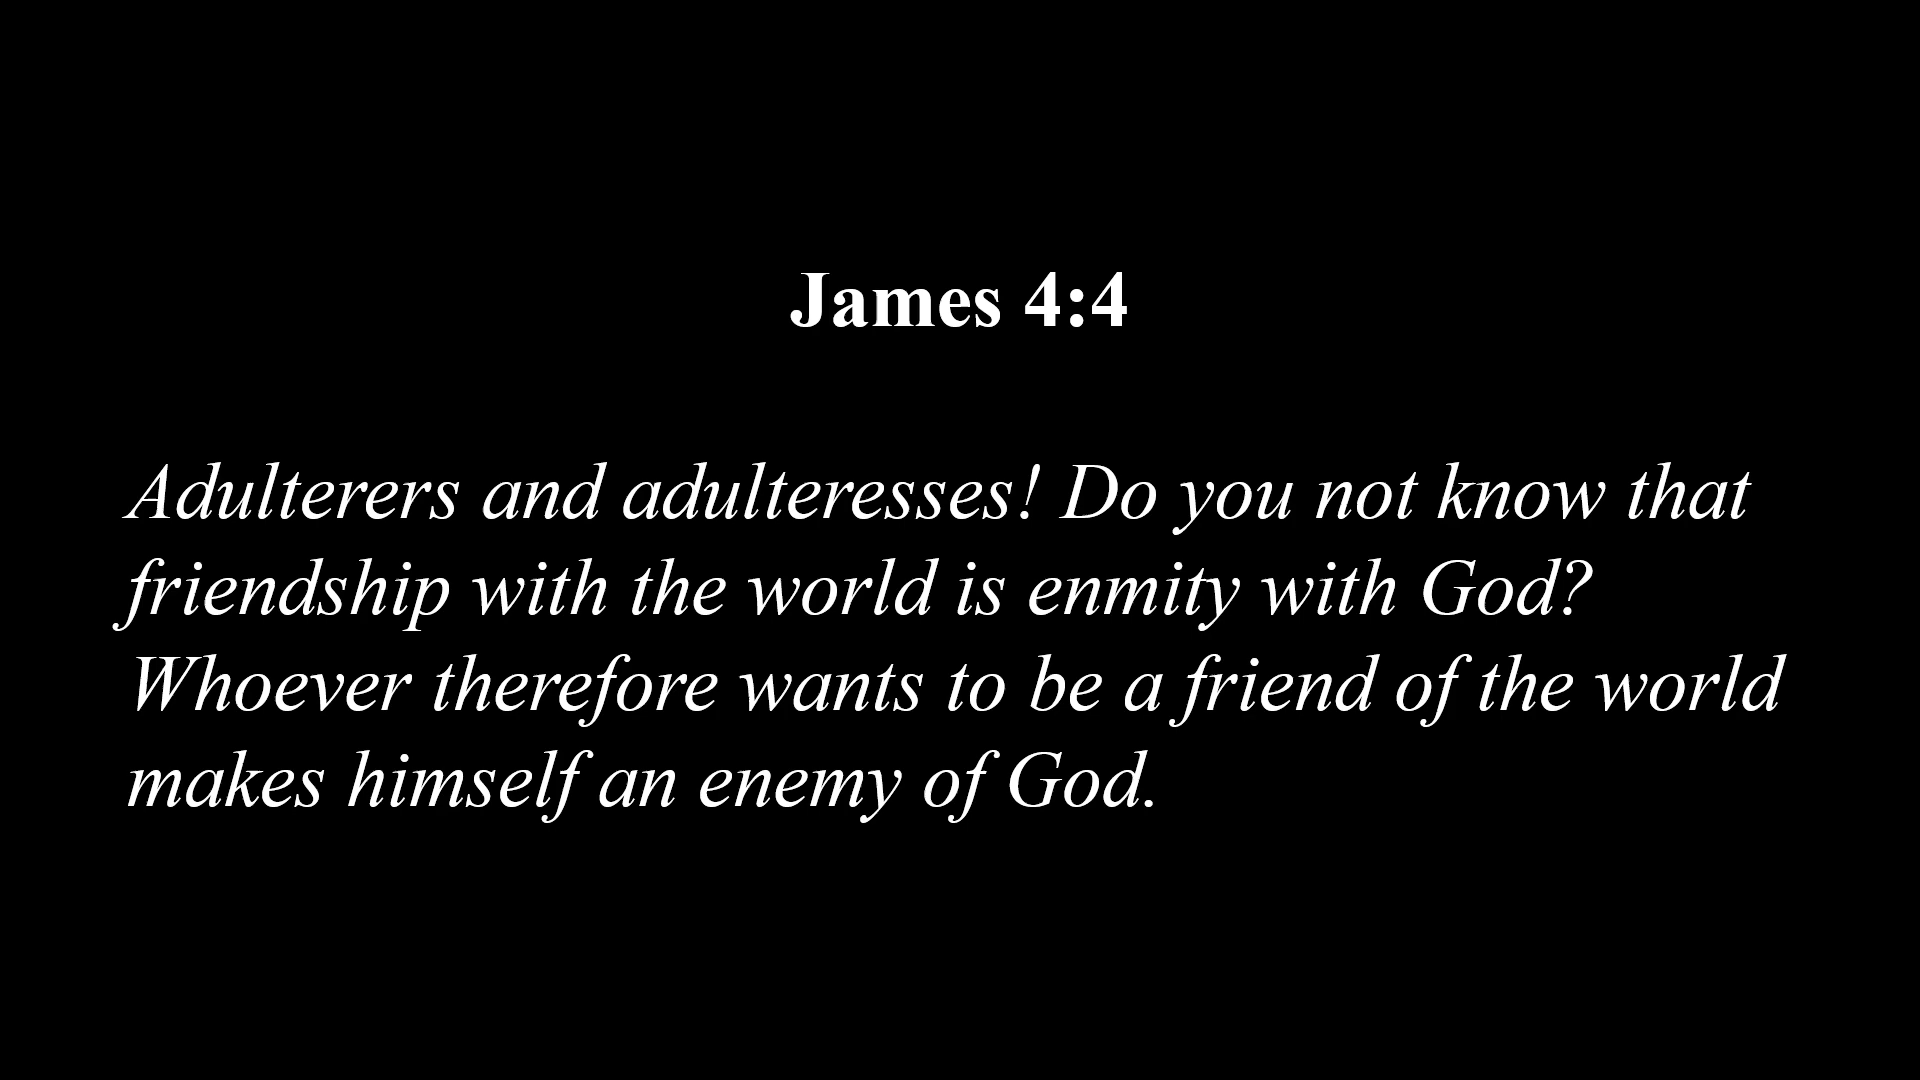 James 4:4
Adulterers and adulteresses! Do you not know that
friendship with the world is enmity with God?
Whoever therefore wants to be a friend of the world
makes himself an enemy of God.